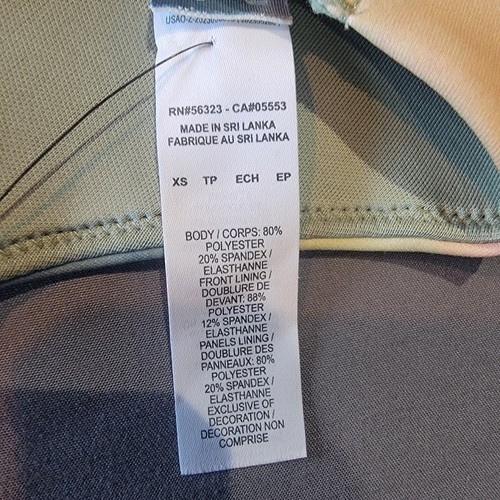 RN#56323 - CA#05553
MADE IN SRI LANKA
FABRIQUE AU SRI LANKA
XS TP ECH EP
BODY / CORPS: 80%
POLYESTER
20% SPANDEX /
ELASTHANNE
FRONT LINING /
DOUBLURE DE
DEVANT: 88%
POLYESTER
12% SPANDEX /
ELASTHANNE
PANELS LINING /
DOUBLURE DES
PANNEAUX: 80%
POLYESTER
20% SPANDEX /
ELASTHANNE
EXCLUSIVE OF
DECORATION /
DECORATION NON
COMPRISE